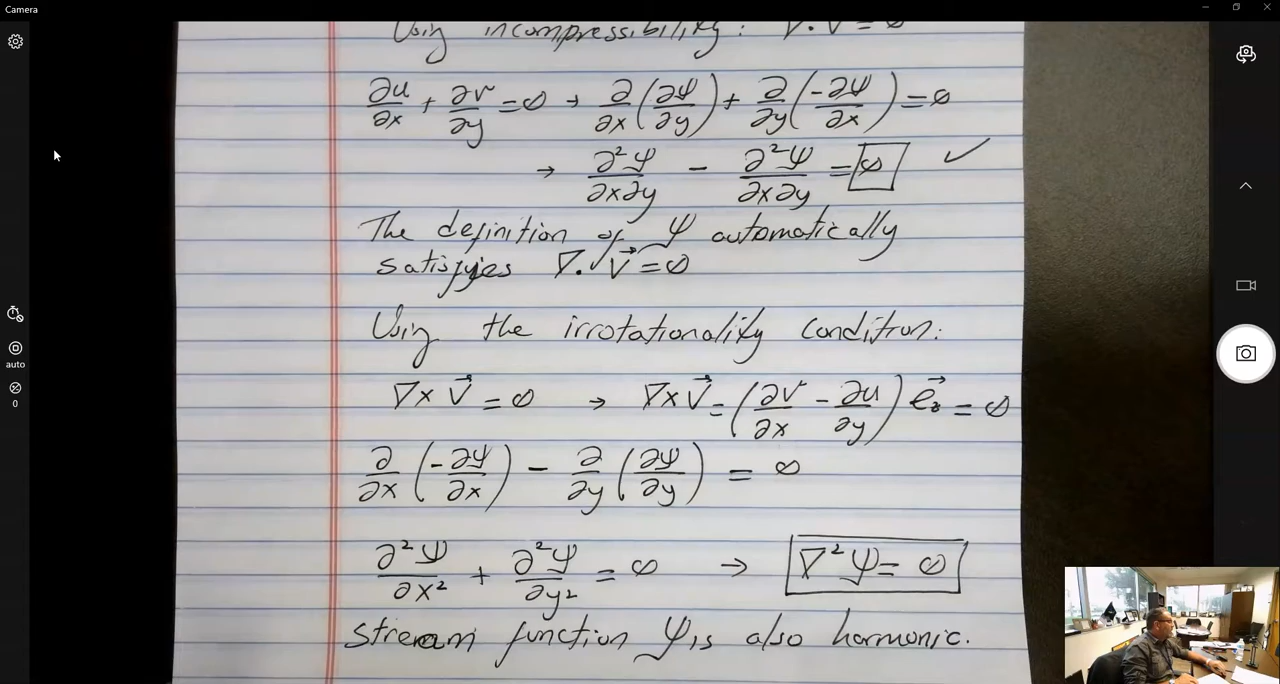 Camera
Using incompressibility: ∇·V⃗ = 0
∂u/∂x + ∂v/∂y = 0 → ∂/∂x (∂ψ/∂y) + ∂/∂y (-∂ψ/∂x) = 0
→ ∂²ψ/∂x∂y - ∂²ψ/∂x∂y = 0 ✓
The definition of ψ automatically
satisfies ∇·V⃗ = 0
Using the irrotationality condition:
∇×V⃗ = 0 → ∇×V⃗ = (∂v/∂x - ∂u/∂y) e⃗z = 0
∂/∂x (-∂ψ/∂x) - ∂/∂y (∂ψ/∂y) = 0
∂²ψ/∂x² + ∂²ψ/∂y² = 0 → ∇²ψ = 0
stream function ψ is also harmonic.
auto
0